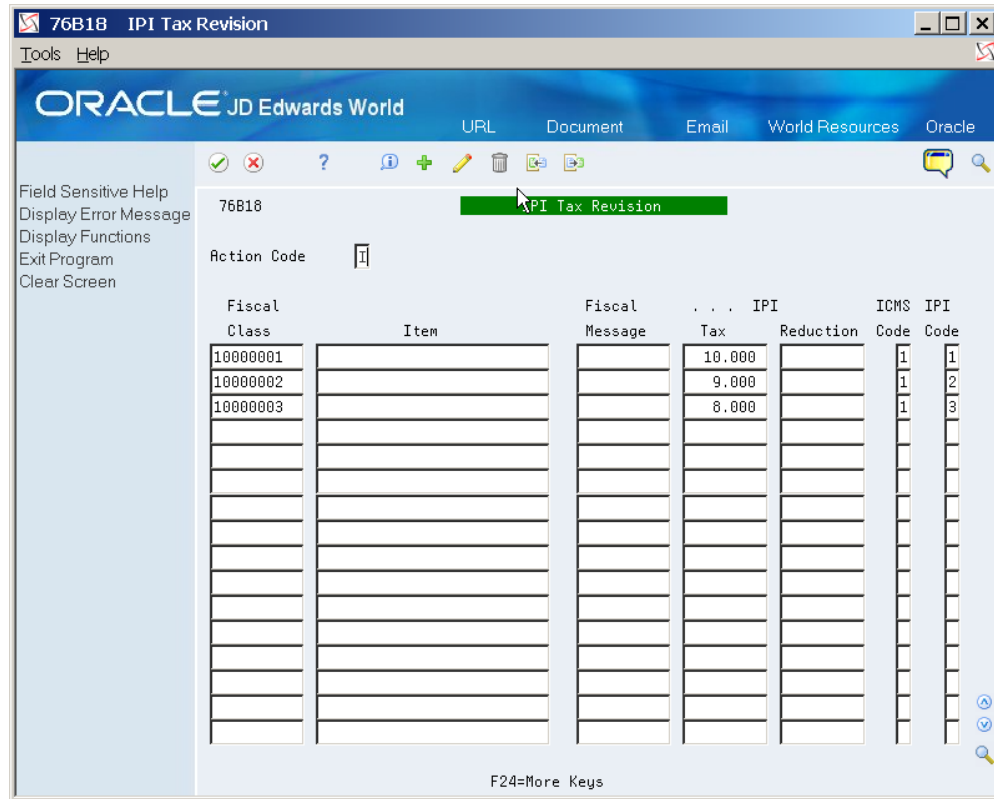 76B18 IPI Tax Revision
Tools Help
ORACLE JD Edwards World
URL Document Email World Resources Oracle
?
Field Sensitive Help
Display Error Message
Display Functions
Exit Program
Clear Screen
76B18 IPI Tax Revision
Action Code I
Fiscal Fiscal . . . IPI ICMS IPI
Class Item Message Tax Reduction Code Code
10000001 10.000 1 1
10000002 9.000 1 2
10000003 8.000 1 3
F24=More Keys